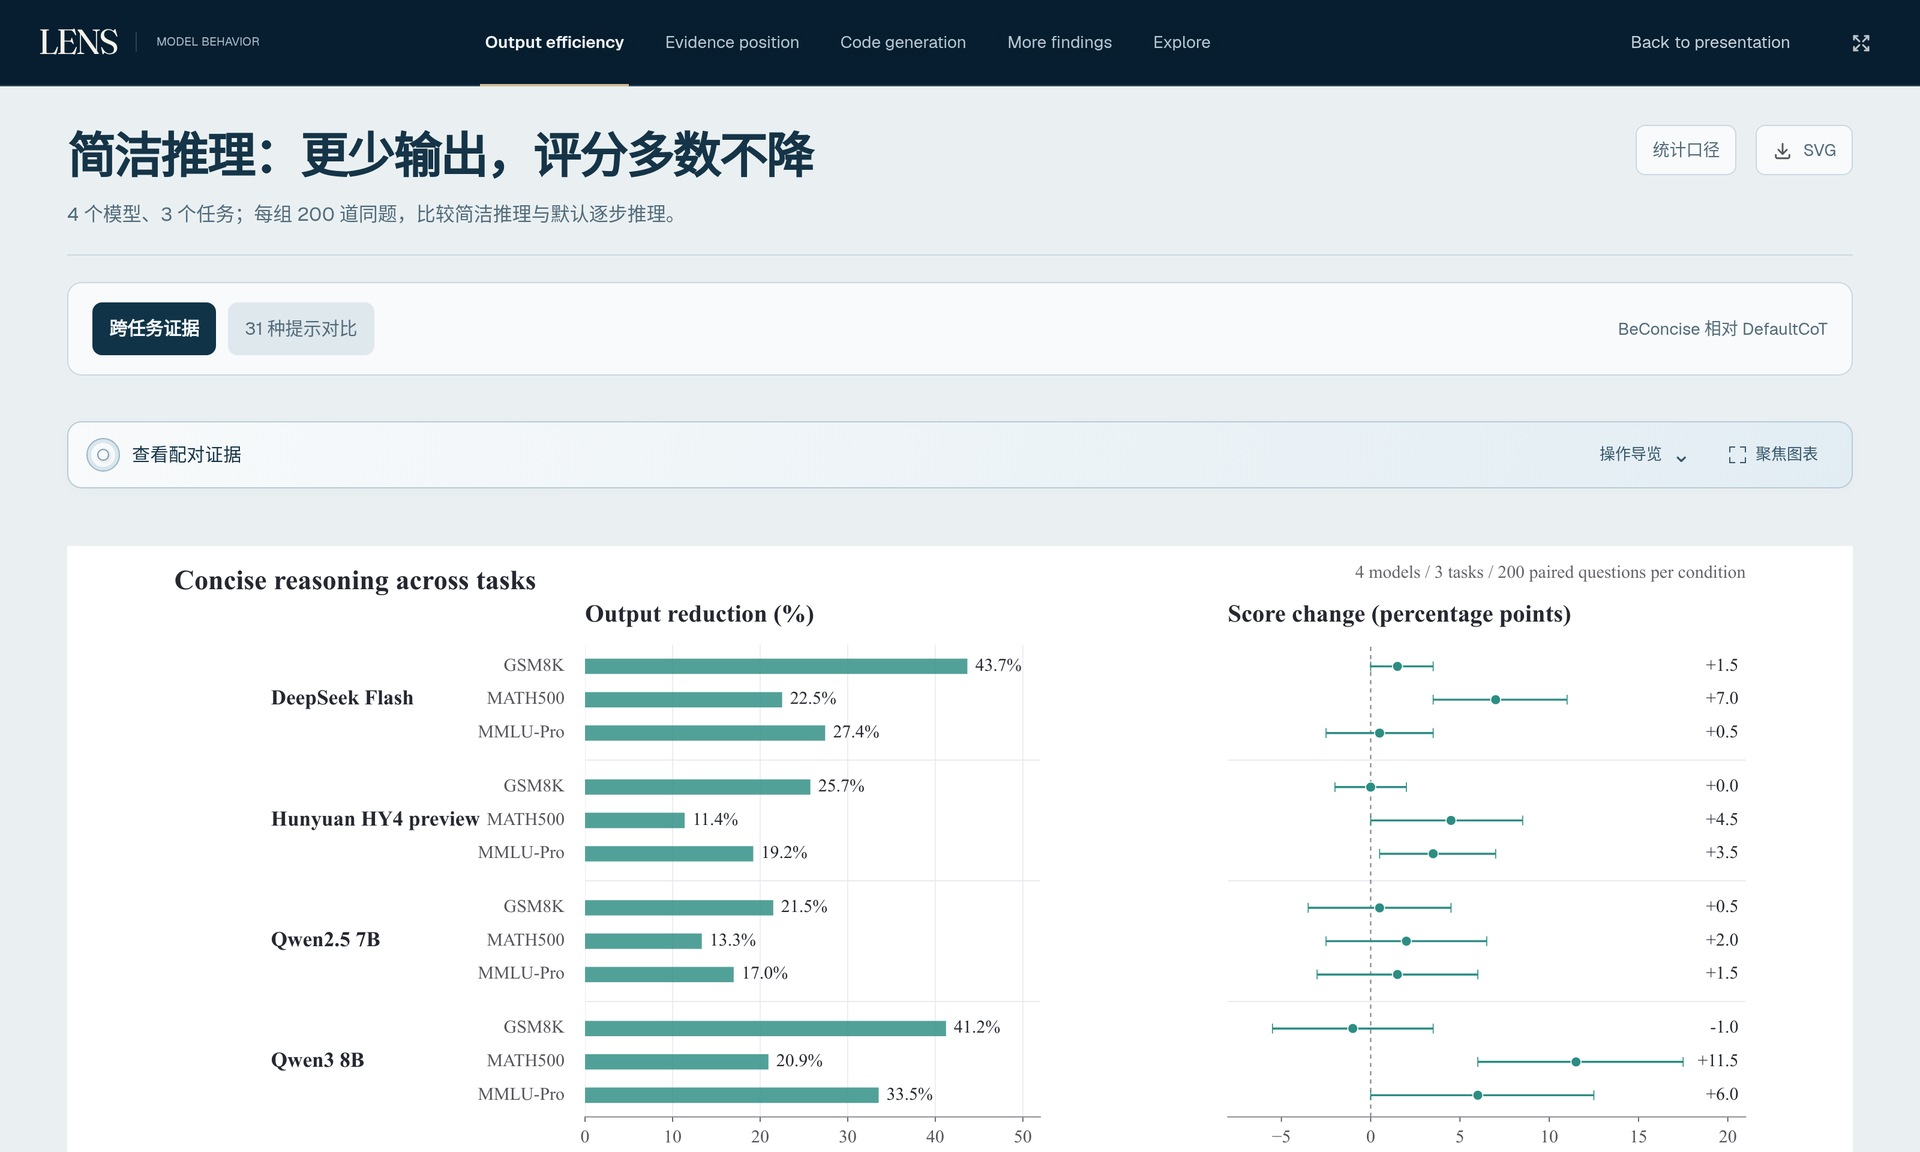 LENS
MODEL BEHAVIOR
Output efficiency
Evidence position
Code generation
More findings
Explore
Back to presentation
简洁推理：更少输出，评分多数不降
统计口径
SVG
4 个模型、3 个任务；每组 200 道同题，比较简洁推理与默认逐步推理。
跨任务证据
31 种提示对比
BeConcise 相对 DefaultCoT
查看配对证据
操作导览
聚焦图表
Concise reasoning across tasks
4 models / 3 tasks / 200 paired questions per condition
Output reduction (%)
Score change (percentage points)
GSM8K 43.7% +1.5
DeepSeek Flash MATH500 22.5% +7.0
MMLU-Pro 27.4% +0.5
GSM8K 25.7% +0.0
Hunyuan HY4 preview MATH500 11.4% +4.5
MMLU-Pro 19.2% +3.5
GSM8K 21.5% +0.5
Qwen2.5 7B MATH500 13.3% +2.0
MMLU-Pro 17.0% +1.5
GSM8K 41.2% -1.0
Qwen3 8B MATH500 20.9% +11.5
MMLU-Pro 33.5% +6.0
0 10 20 30 40 50
−5 0 5 10 15 20